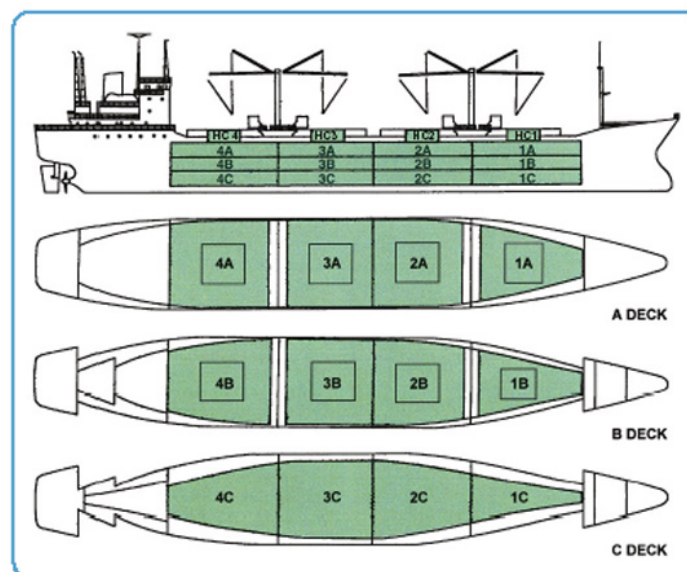 HC 4 HC3 HC2 HC1
4A 3A 2A 1A
4B 3B 2B 1B
4C 3C 2C 1C
4A 3A 2A 1A
A DECK
4B 3B 2B 1B
B DECK
4C 3C 2C 1C
C DECK